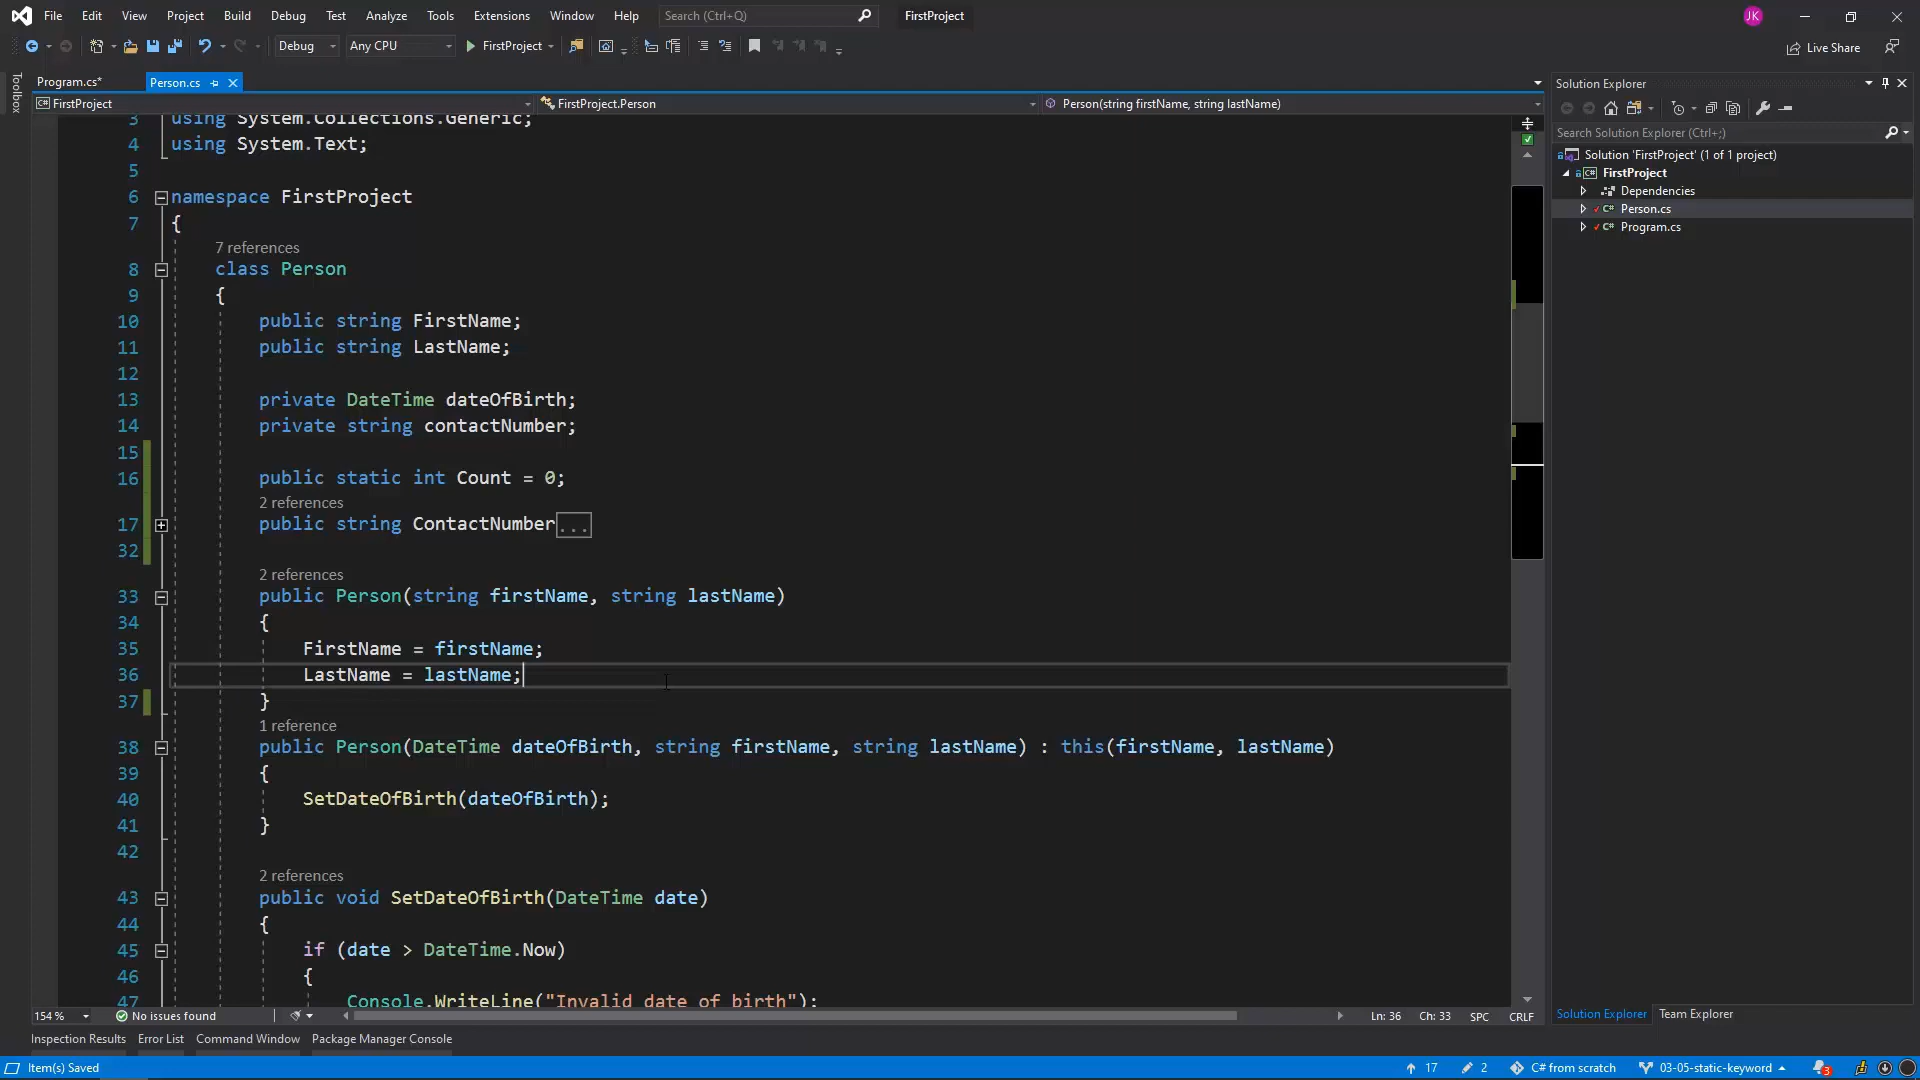 File Edit View Project Build Debug Test Analyze Tools Extensions Window Help Search (Ctrl+Q) FirstProject JK
Debug Any CPU FirstProject Live Share
Toolbox
Program.cs* Person.cs
FirstProject FirstProject.Person Person(string firstName, string lastName)
3 using System.Collections.Generic;
4 using System.Text;
5
6 namespace FirstProject
7 {
7 references
8 class Person
9 {
10 public string FirstName;
11 public string LastName;
12
13 private DateTime dateOfBirth;
14 private string contactNumber;
15
16 public static int Count = 0;
2 references
17 public string ContactNumber...
32
2 references
33 public Person(string firstName, string lastName)
34 {
35 FirstName = firstName;
36 LastName = lastName;
37 }
1 reference
38 public Person(DateTime dateOfBirth, string firstName, string lastName) : this(firstName, lastName)
39 {
40 SetDateOfBirth(dateOfBirth);
41 }
42
2 references
43 public void SetDateOfBirth(DateTime date)
44 {
45 if (date > DateTime.Now)
46 {
47 Console.WriteLine("Invalid date of birth");
154 % No issues found Ln: 36 Ch: 33 SPC CRLF
Solution Explorer
Search Solution Explorer (Ctrl+;)
Solution 'FirstProject' (1 of 1 project)
C# FirstProject
Dependencies
C# Person.cs
C# Program.cs
Solution Explorer Team Explorer
Inspection Results Error List Command Window Package Manager Console
Item(s) Saved 17 2 C# from scratch 03-05-static-keyword 3